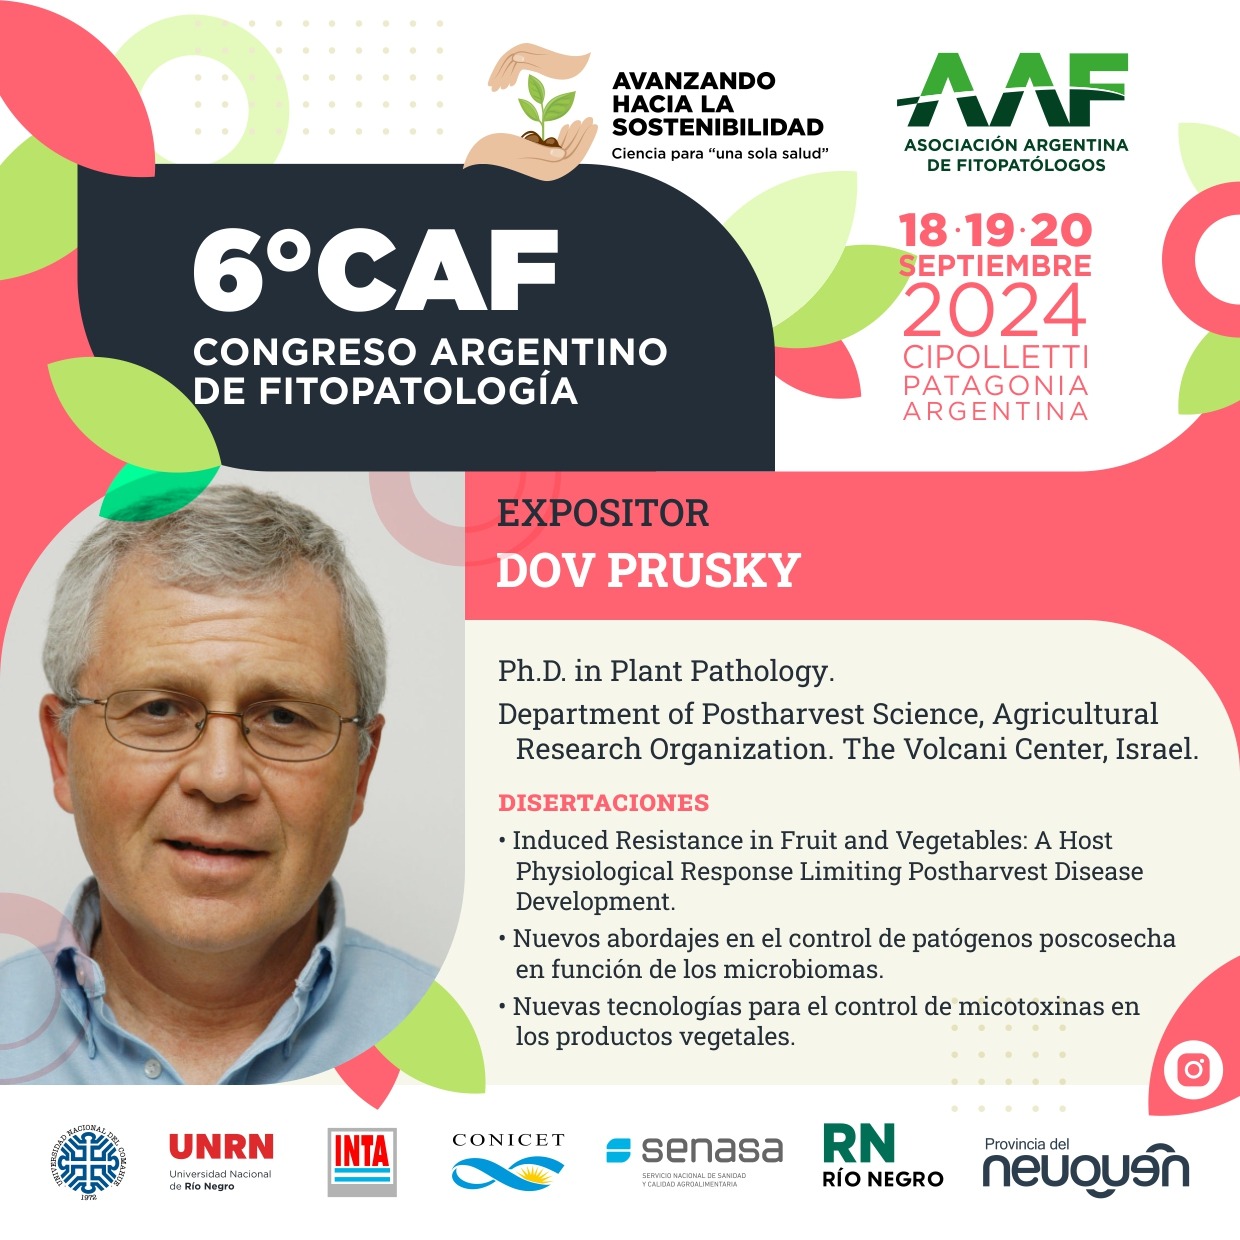 AVANZANDO
HACIA LA
SOSTENIBILIDAD
Ciencia para “una sola salud”
AAF
ASOCIACIÓN ARGENTINA
DE FITOPATÓLOGOS
6°CAF
CONGRESO ARGENTINO
DE FITOPATOLOGÍA
18·19·20
SEPTIEMBRE
2024
CIPOLLETTI
PATAGONIA
ARGENTINA
EXPOSITOR
DOV PRUSKY
Ph.D. in Plant Pathology.
Department of Postharvest Science, Agricultural
Research Organization. The Volcani Center, Israel.
DISERTACIONES
• Induced Resistance in Fruit and Vegetables: A Host
Physiological Response Limiting Postharvest Disease
Development.
• Nuevos abordajes en el control de patógenos poscosecha
en función de los microbiomas.
• Nuevas tecnologías para el control de micotoxinas en
los productos vegetales.
UNIVERSIDAD NACIONAL DEL COMAHUE
1972
UNRN
Universidad Nacional
de Río Negro
INTA
CONICET
senasa
SERVICIO NACIONAL DE SANIDAD
Y CALIDAD AGROALIMENTARIA
RN
RÍO NEGRO
Provincia del
neuquén